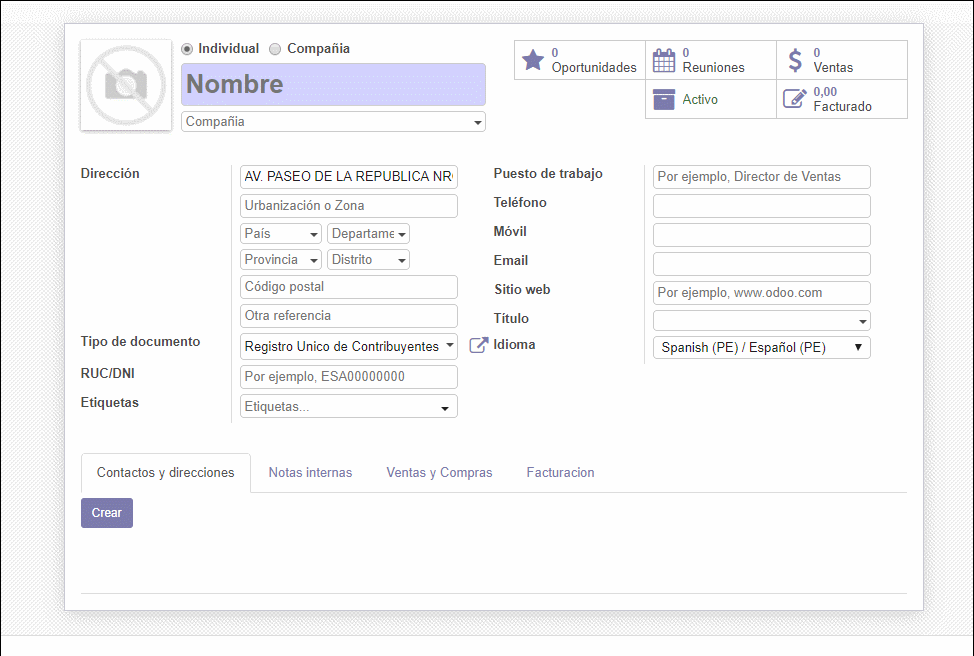 Individual Compañia
Nombre
Compañia
0
Oportunidades
0
Reuniones
0
Ventas
Activo
0,00
Facturado
Dirección
AV. PASEO DE LA REPUBLICA NR
Urbanización o Zona
País Departame
Provincia Distrito
Código postal
Otra referencia
Tipo de documento Registro Unico de Contribuyentes
RUC/DNI Por ejemplo, ESA00000000
Etiquetas Etiquetas...
Puesto de trabajo Por ejemplo, Director de Ventas
Teléfono
Móvil
Email
Sitio web Por ejemplo, www.odoo.com
Título
Idioma Spanish (PE) / Español (PE)
Contactos y direcciones Notas internas Ventas y Compras Facturacion
Crear